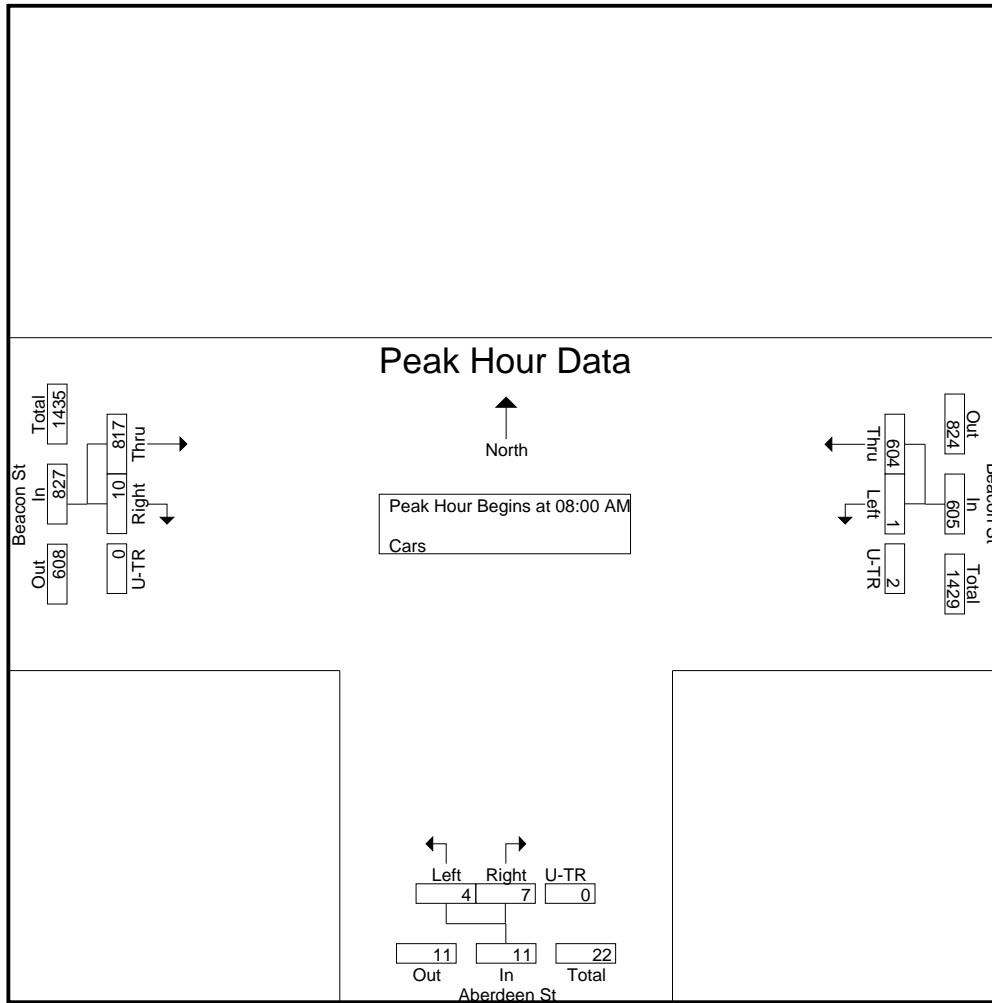 Peak Hour Data
North
Peak Hour Begins at 08:00 AM
Cars
Beacon St
Total
1435
In
827
Out
608
817
Thru
10
Right
0
U-TR
604
Thru
1
Left
2
U-TR
Out
824
In
605
Total
1429
Beacon St
Left
Right
U-TR
4
7
0
11
11
22
Out
In
Total
Aberdeen St